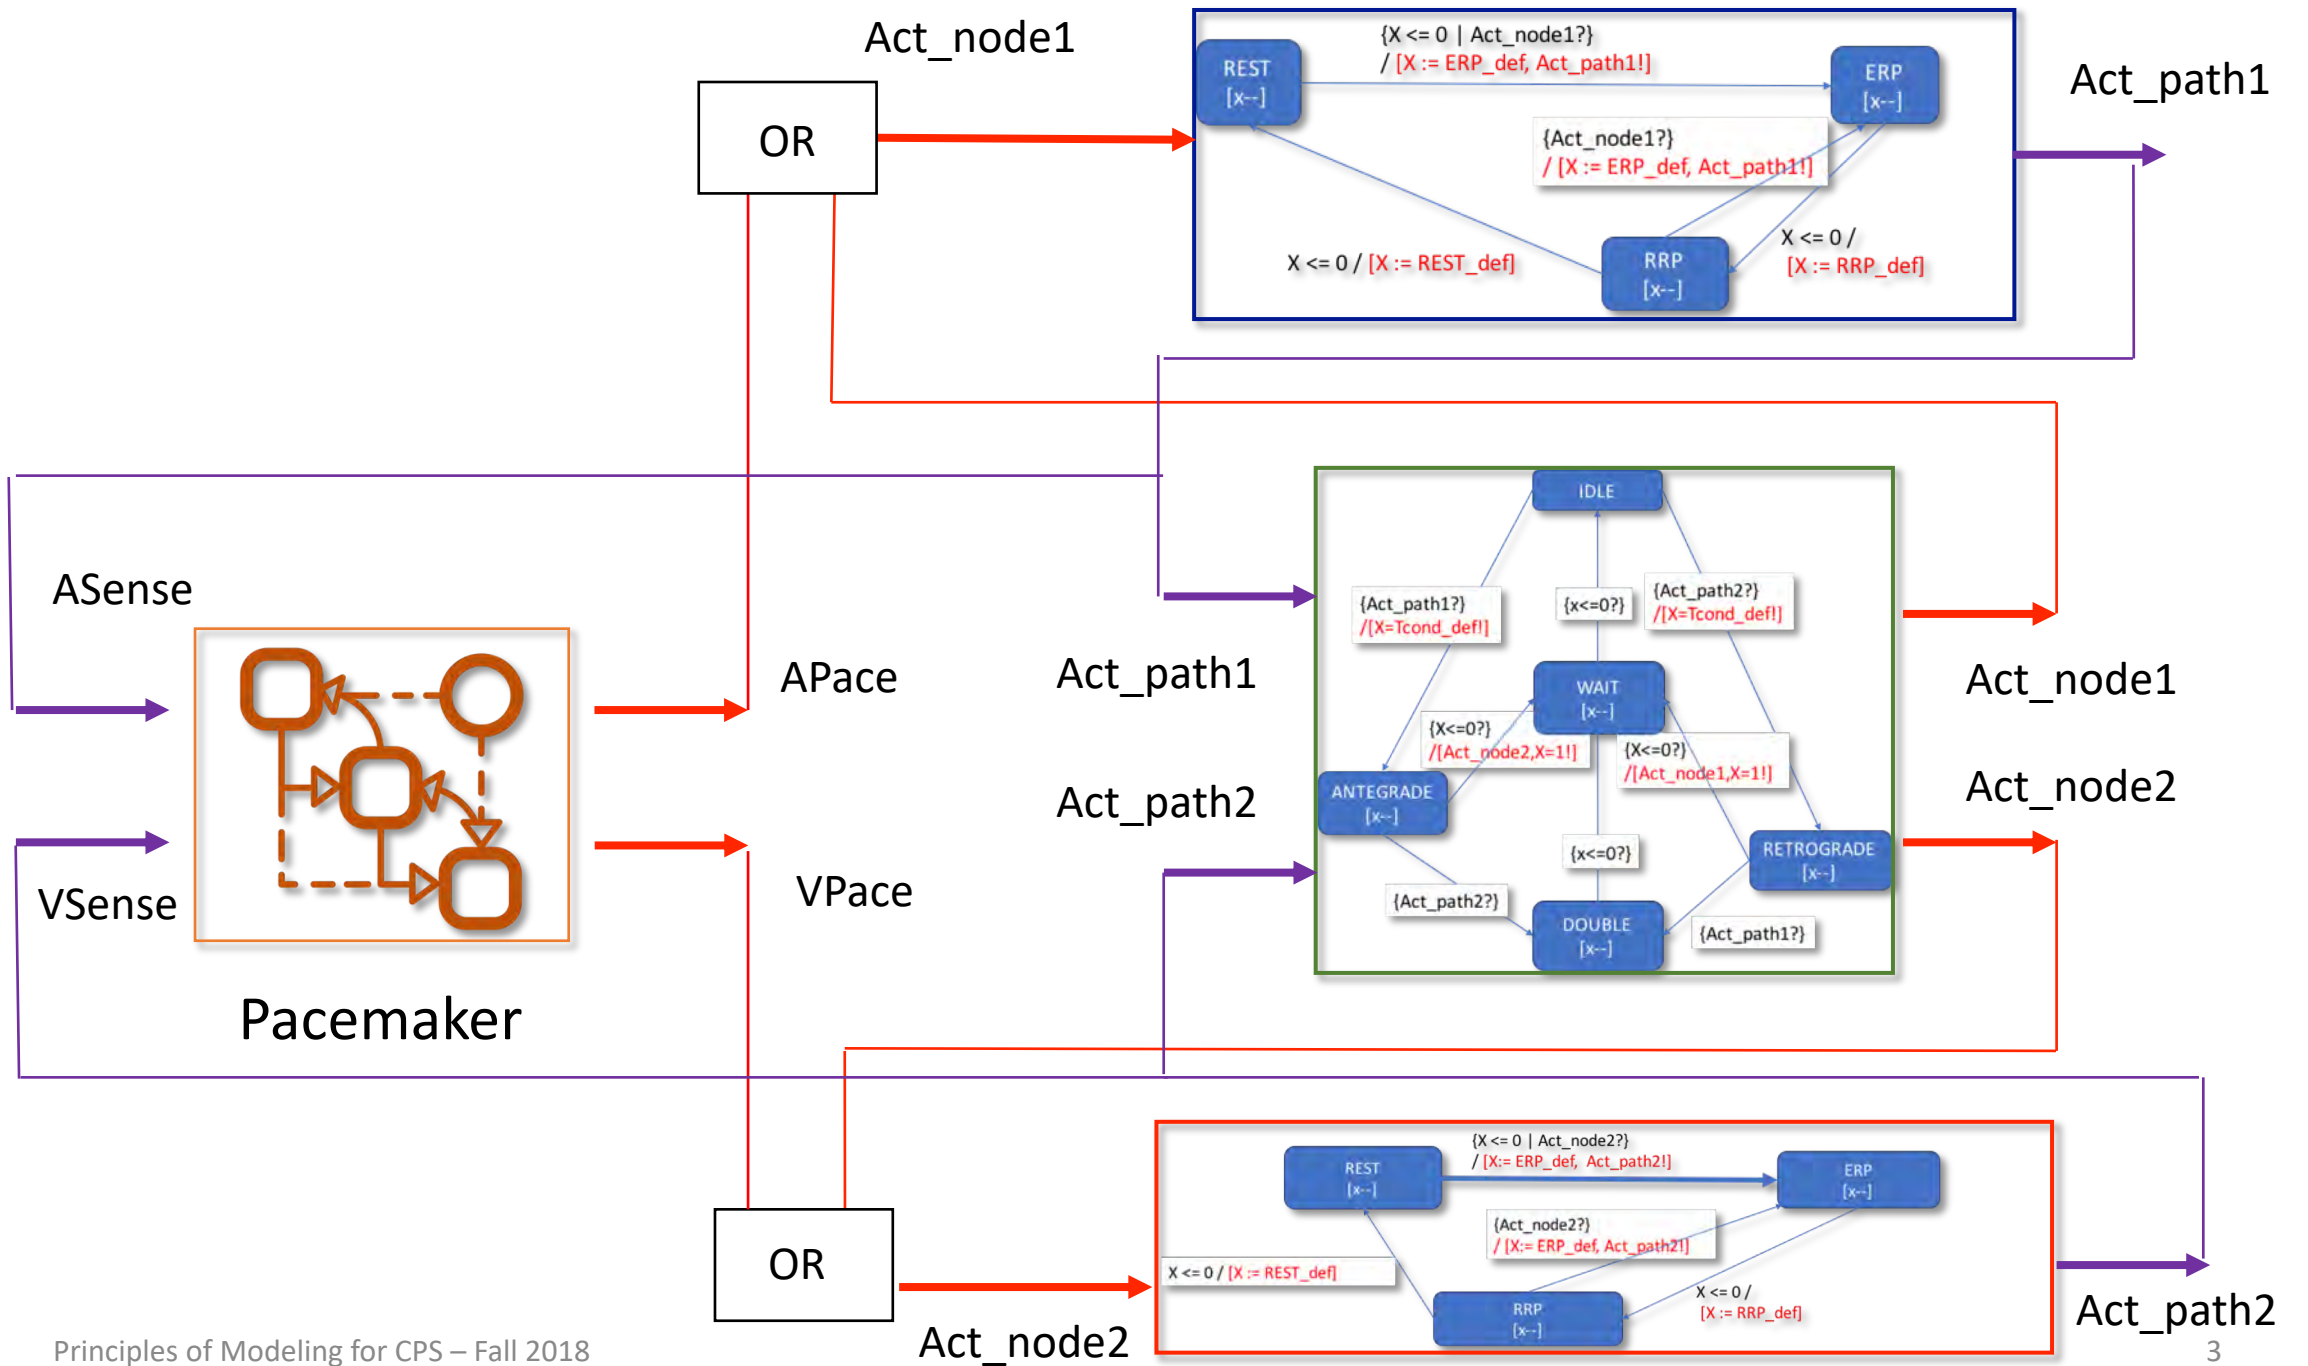 Act_node1
OR
REST
[x--]
{X <= 0 | Act_node1?}
/ [X := ERP_def, Act_path1!]
ERP
[x--]
{Act_node1?}
/ [X := ERP_def, Act_path1!]
X <= 0 / [X := REST_def]
RRP
[x--]
X <= 0 /
[X := RRP_def]
Act_path1
ASense
VSense
Pacemaker
APace
VPace
Act_path1
Act_path2
IDLE
{Act_path1?}
/[X=Tcond_def!]
{x<=0?}
{Act_path2?}
/[X=Tcond_def!]
WAIT
[x--]
{X<=0?}
/[Act_node2,X=1!]
{X<=0?}
/[Act_node1,X=1!]
ANTEGRADE
[x--]
{x<=0?}
RETROGRADE
[x--]
{Act_path2?}
DOUBLE
[x--]
{Act_path1?}
Act_node1
Act_node2
OR
Act_node2
REST
[x--]
{X <= 0 | Act_node2?}
/ [X:= ERP_def, Act_path2!]
ERP
[x--]
{Act_node2?}
/ [X:= ERP_def, Act_path2!]
X <= 0 / [X := REST_def]
RRP
[x--]
X <= 0 /
[X := RRP_def]
Act_path2
Principles of Modeling for CPS – Fall 2018
3